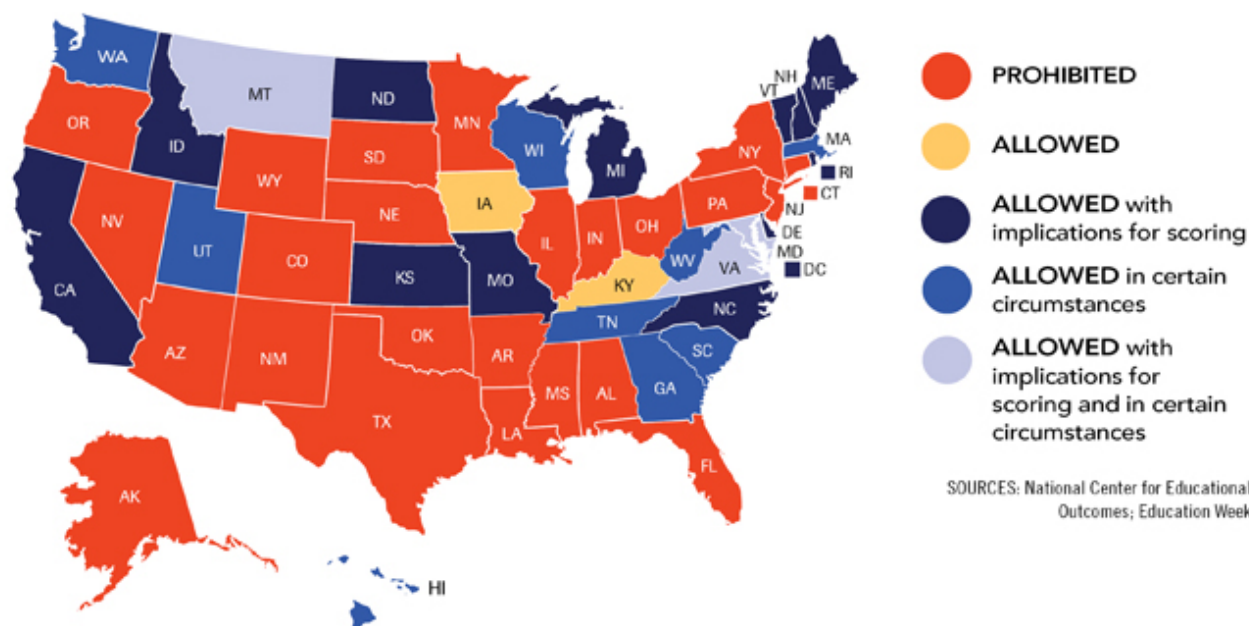 WA
MT
ND
MN
OR
ID
WY
SD
WI
MI
NH
VT
ME
NY
MA
RI
CT
NV
UT
CO
NE
IA
IL
IN
OH
PA
NJ
DE
MD
DC
CA
KS
MO
KY
WV
VA
AZ
NM
OK
AR
TN
NC
SC
TX
LA
MS
AL
GA
FL
AK
HI
PROHIBITED
ALLOWED
ALLOWED with
implications for scoring
ALLOWED in certain
circumstances
ALLOWED with
implications for
scoring and in certain
circumstances
SOURCES: National Center for Educational
Outcomes; Education Week